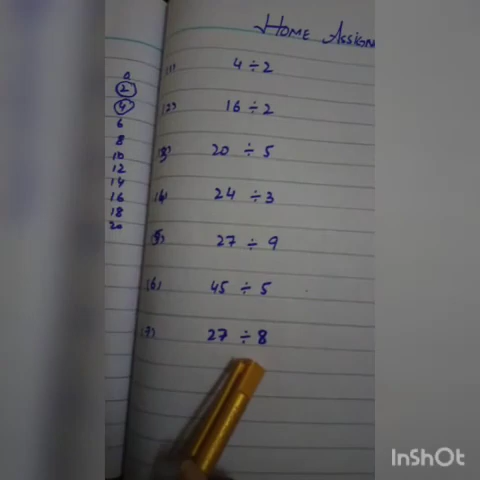 HOME ASSIGN
2
4
6
8
10
12
14
16
18
20
(1) 4 ÷ 2
(2) 16 ÷ 2
(3) 20 ÷ 5
(4) 24 ÷ 3
(5) 27 ÷ 9
(6) 45 ÷ 5
(7) 27 ÷ 8
InShOt